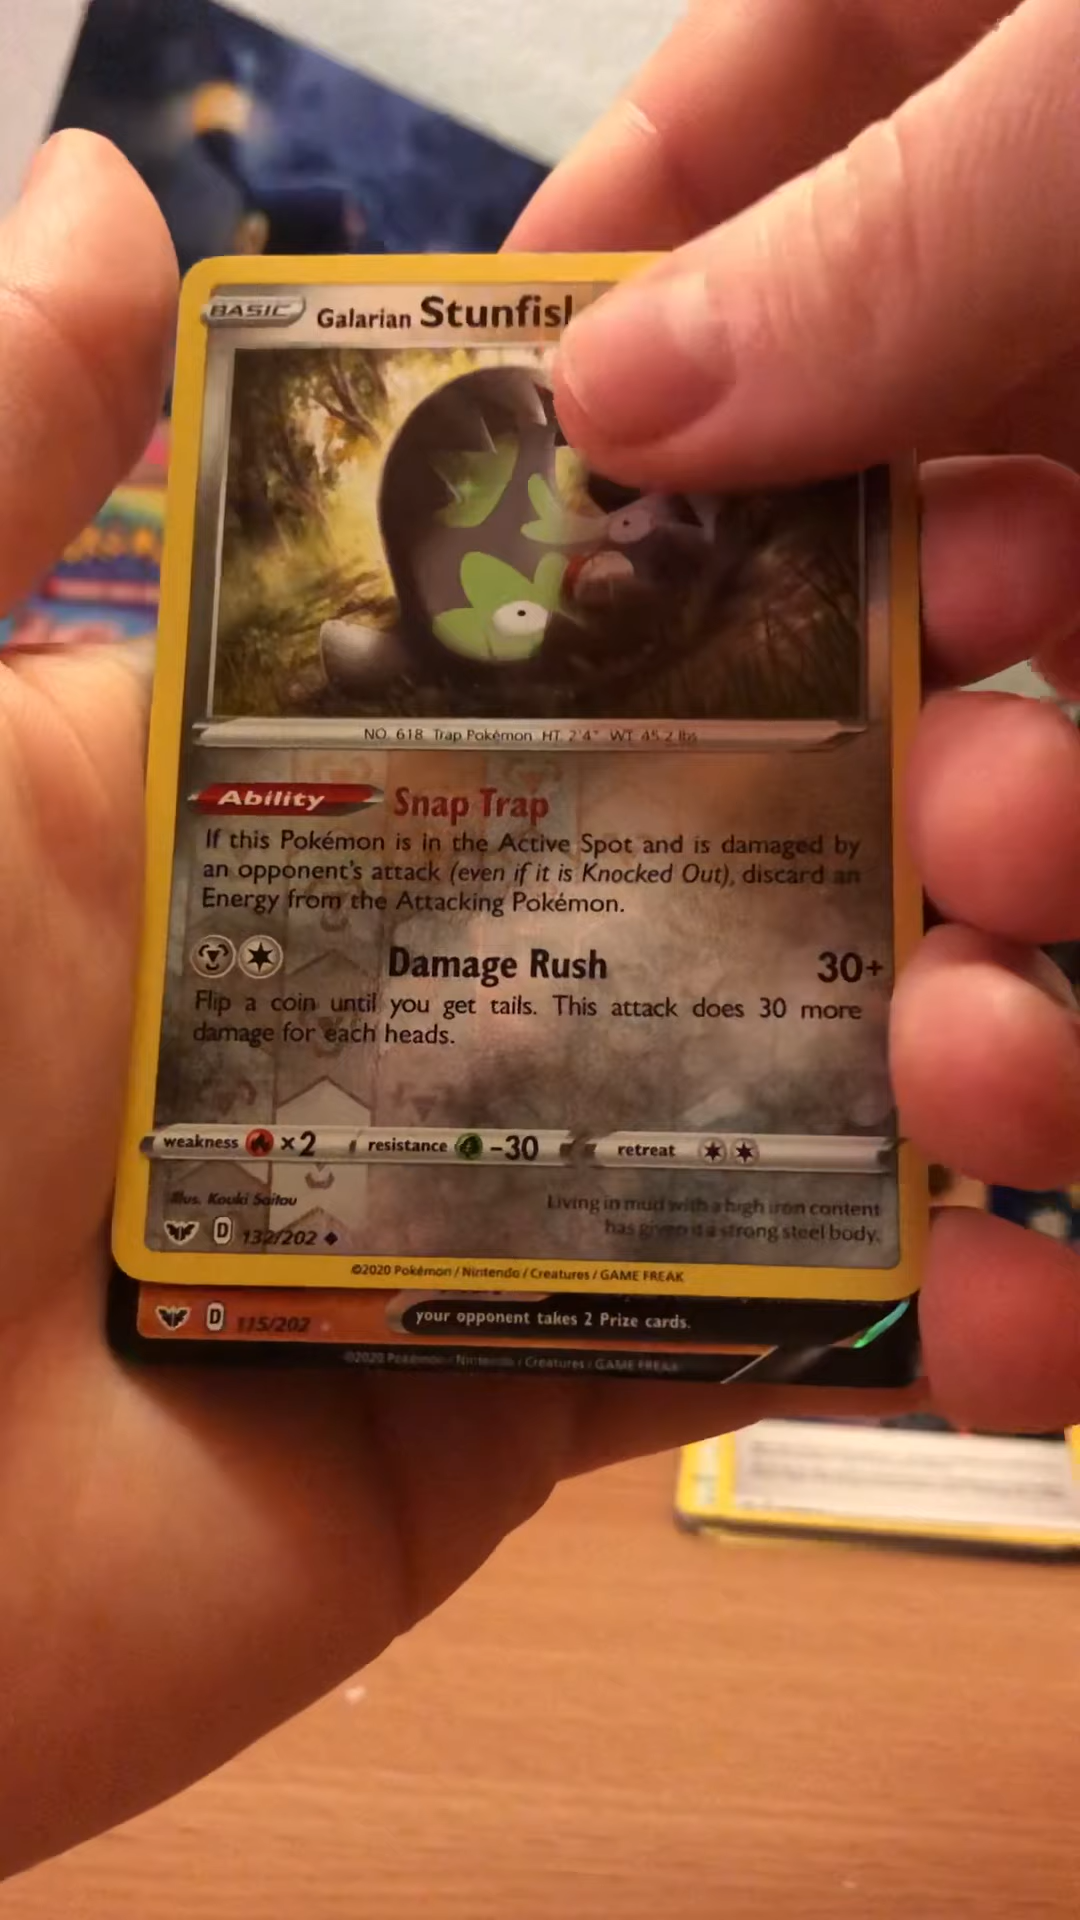 BASIC Galarian Stunfis
NO. 618 Trap Pokémon HT 2'4" WT 45.2 lbs
Ability Snap Trap
If this Pokémon is in the Active Spot and is damaged by
an opponent's attack (even if it is Knocked Out), discard an
Energy from the Attacking Pokémon.
Damage Rush 30+
Flip a coin until you get tails. This attack does 30 more
damage for each heads.
weakness ×2 resistance -30 retreat
Illus. Kouki Saitou
Living in mud with a high iron content
has given it a strong steel body.
D 132/202
©2020 Pokémon / Nintendo / Creatures / GAME FREAK
D 115/202 your opponent takes 2 Prize cards.
©2020 Pokémon / Nintendo / Creatures / GAME FREAK